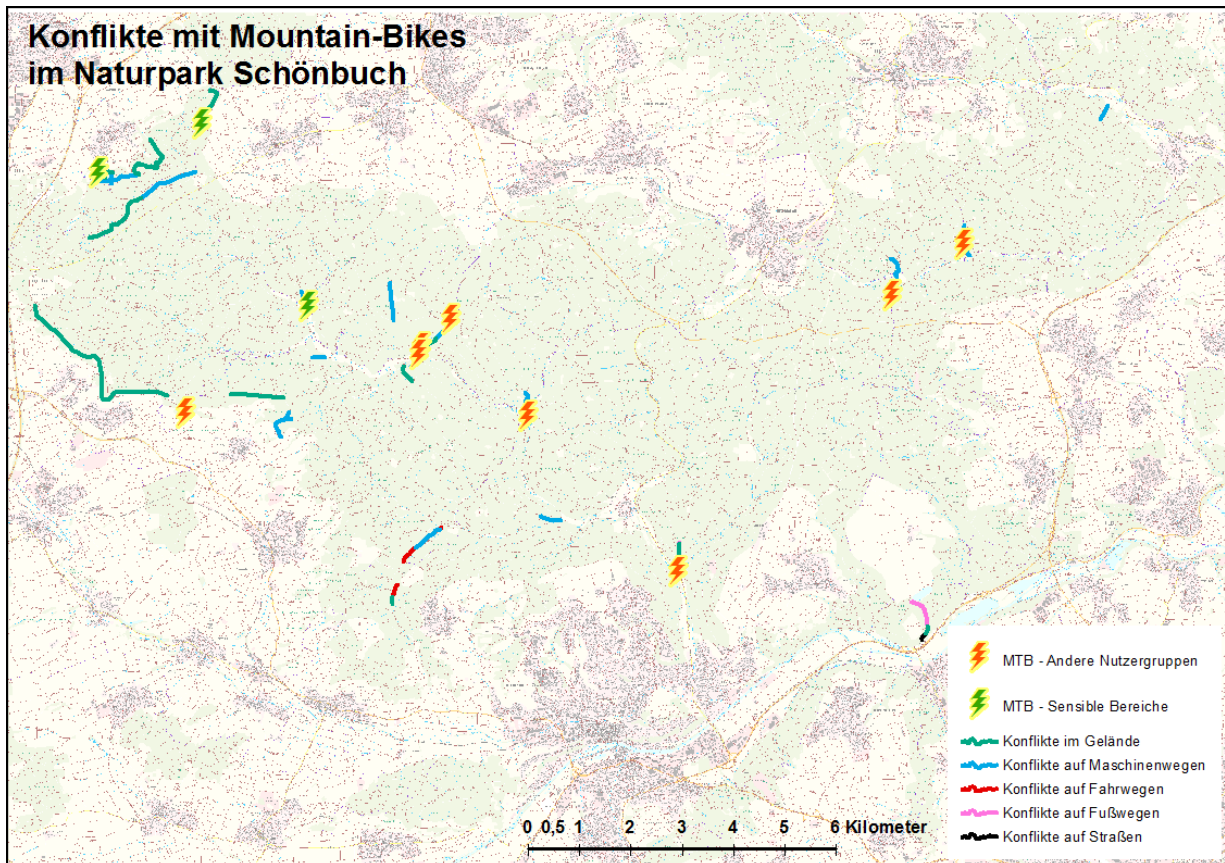 Konflikte mit Mountain-Bikes
im Naturpark Schönbuch
MTB - Andere Nutzergruppen
MTB - Sensible Bereiche
Konflikte im Gelände
Konflikte auf Maschinenwegen
Konflikte auf Fahrwegen
Konflikte auf Fußwegen
Konflikte auf Straßen
0 0,5 1 2 3 4 5 6 Kilometer